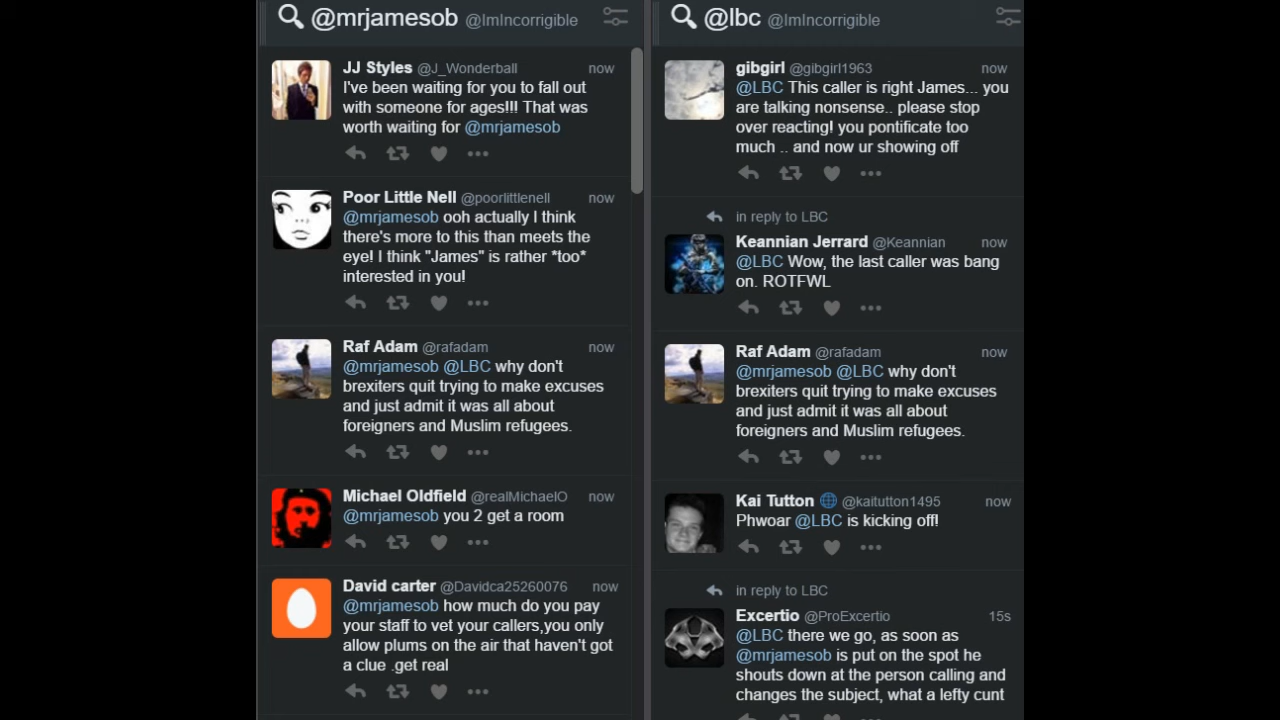 @mrjamesob @ImIncorrigible
JJ Styles @J_Wonderball now
I've been waiting for you to fall out
with someone for ages!!! That was
worth waiting for @mrjamesob
Poor Little Nell @poorlittlenell now
@mrjamesob ooh actually I think
there's more to this than meets the
eye! I think "James" is rather *too*
interested in you!
Raf Adam @rafadam now
@mrjamesob @LBC why don't
brexiters quit trying to make excuses
and just admit it was all about
foreigners and Muslim refugees.
Michael Oldfield @realMichaelO now
@mrjamesob you 2 get a room
David carter @Davidca25260076 now
@mrjamesob how much do you pay
your staff to vet your callers,you only
allow plums on the air that haven't got
a clue .get real
@lbc @ImIncorrigible
gibgirl @gibgirl1963 now
@LBC This caller is right James... you
are talking nonsense.. please stop
over reacting! you pontificate too
much .. and now ur showing off
in reply to LBC
Keannian Jerrard @Keannian now
@LBC Wow, the last caller was bang
on. ROTFWL
Raf Adam @rafadam now
@mrjamesob @LBC why don't
brexiters quit trying to make excuses
and just admit it was all about
foreigners and Muslim refugees.
Kai Tutton @kaitutton1495 now
Phwoar @LBC is kicking off!
in reply to LBC
Excertio @ProExcertio 15s
@LBC there we go, as soon as
@mrjamesob is put on the spot he
shouts down at the person calling and
changes the subject, what a lefty cunt